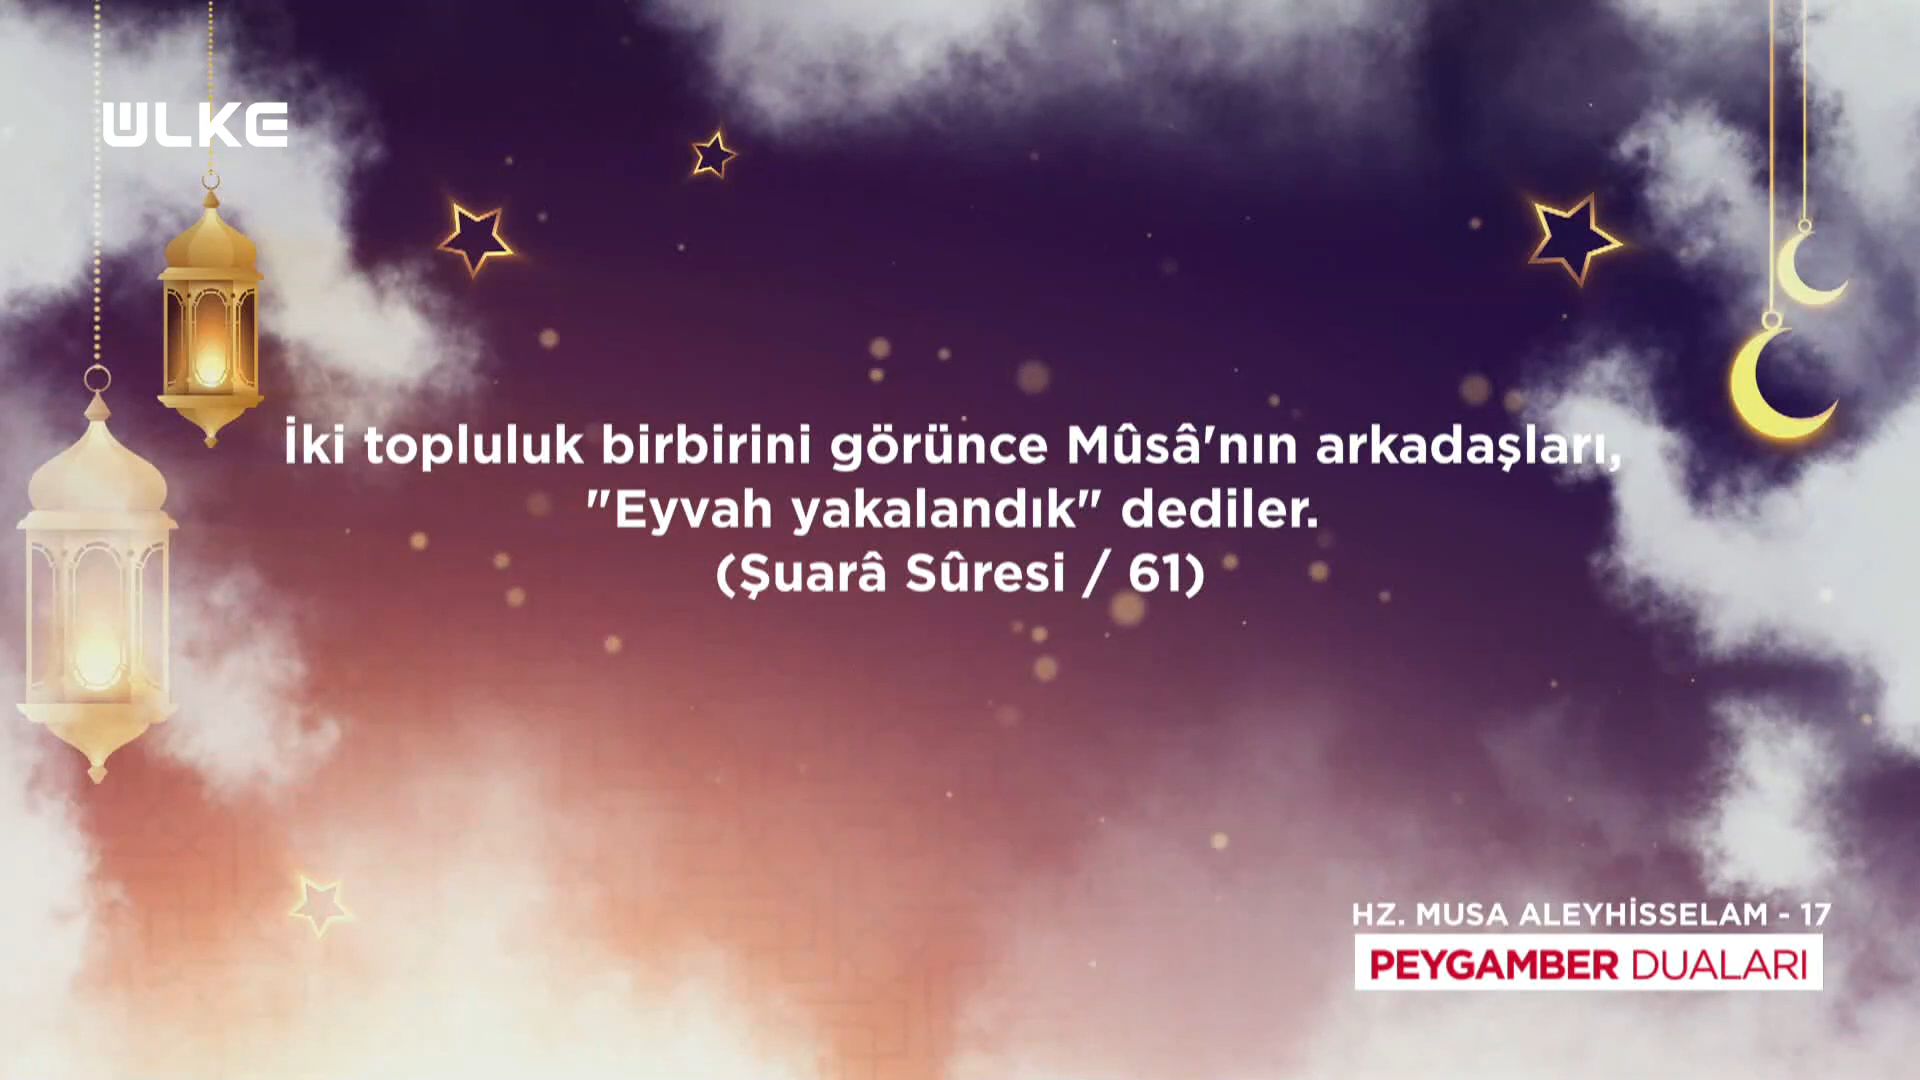 ULKE
İki topluluk birbirini görünce Mûsâ'nın arkadaşları,
"Eyvah yakalandık" dediler.
(Şuarâ Sûresi / 61)
HZ. MUSA ALEYHİSSELAM - 17
PEYGAMBER DUALARI